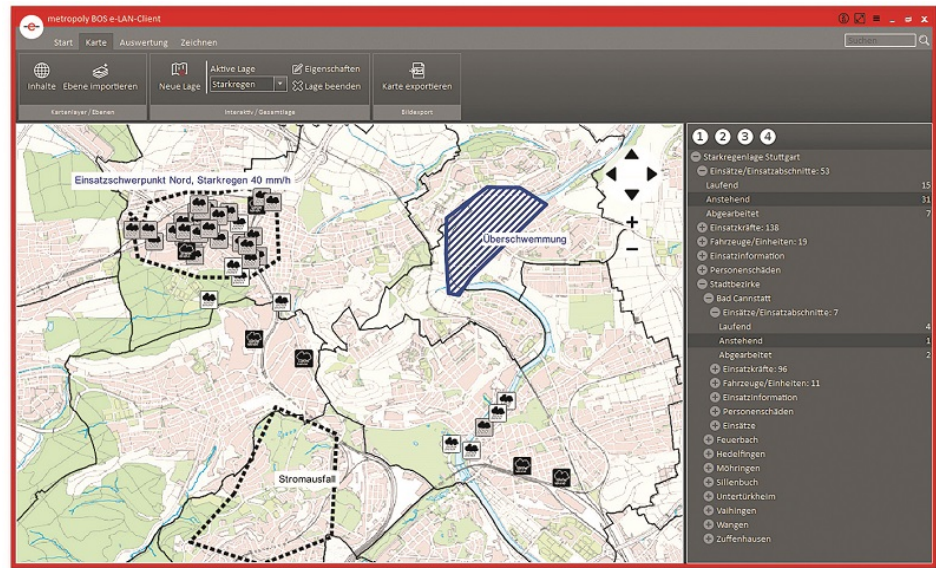 metropoly BOS e-LAN-Client
Start Karte Auswertung Zeichnen
Suchen
Inhalte Ebene importieren
Kartenlayer / Ebenen
Neue Lage
Aktive Lage
Starkregen
Eigenschaften
Lage beenden
Interaktiv / Gesamtlage
Karte exportieren
Bildexport
Einsatzschwerpunkt Nord, Starkregen 40 mm/h
Überschwemmung
Stromausfall
1 2 3 4
Starkregenlage Stuttgart
Einsätze/Einsatzabschnitte: 53
Laufend 15
Anstehend 31
Abgearbeitet 7
Einsatzkräfte: 138
Fahrzeuge/Einheiten: 19
Einsatzinformation
Personenschäden
Stadtbezirke
Bad Cannstatt
Einsätze/Einsatzabschnitte: 7
Laufend 4
Anstehend 1
Abgearbeitet 2
Einsatzkräfte: 96
Fahrzeuge/Einheiten: 11
Einsatzinformation
Personenschäden
Einsätze
Feuerbach
Hedelfingen
Möhringen
Sillenbuch
Untertürkheim
Vaihingen
Wangen
Zuffenhausen